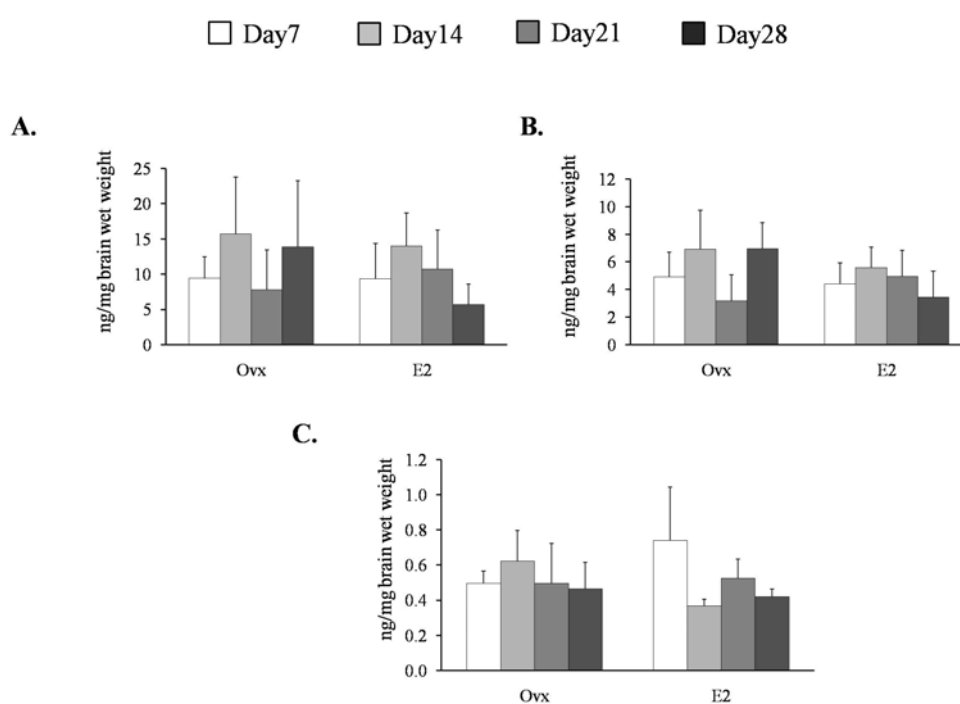 Day7 Day14 Day21 Day28
A.
ng/mg brain wet weight
25
20
15
10
5
0
Ovx E2
B.
ng/mg brain wet weight
12
10
8
6
4
2
0
Ovx E2
C.
ng/mg brain wet weight
1.2
1.0
0.8
0.6
0.4
0.2
0.0
Ovx E2